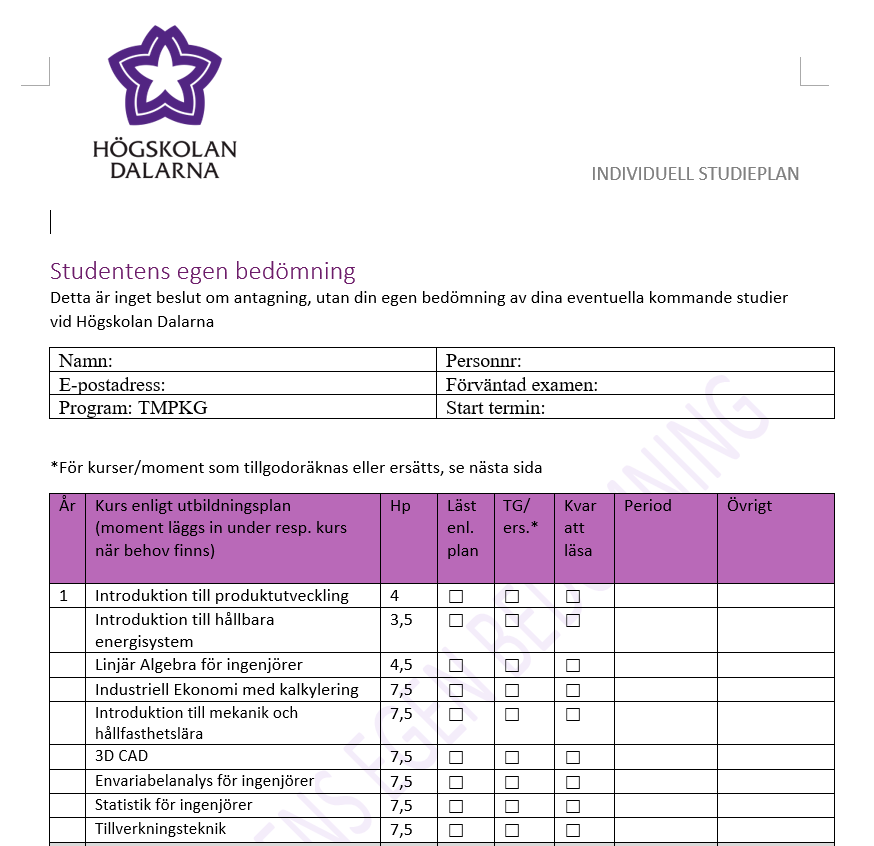 HÖGSKOLAN
DALARNA
INDIVIDUELL STUDIEPLAN
Studentens egen bedömning
Detta är inget beslut om antagning, utan din egen bedömning av dina eventuella kommande studier
vid Högskolan Dalarna
Namn: Personnr:
E-postadress: Förväntad examen:
Program: TMPKG Start termin:
*För kurser/moment som tillgodoräknas eller ersätts, se nästa sida
År Kurs enligt utbildningsplan Hp Läst TG/ Kvar Period Övrigt
(moment läggs in under resp. kurs enl. ers.* att
när behov finns) plan läsa
1 Introduktion till produtveckling 4 ☐ ☐ ☐
Introduktion till hållbara 3,5 ☐ ☐ ☐
energisystem
Linjär Algebra för ingenjörer 4,5 ☐ ☐ ☐
Industriell Ekonomi med kalkylering 7,5 ☐ ☐ ☐
Introduktion till mekanik och 7,5 ☐ ☐ ☐
hållfasthetslära
3D CAD 7,5 ☐ ☐ ☐
Envariabelanalys för ingenjörer 7,5 ☐ ☐ ☐
Statistik för ingenjörer 7,5 ☐ ☐ ☐
Tillverkningsteknik 7,5 ☐ ☐ ☐
ENS EGEN BEDÖMNING